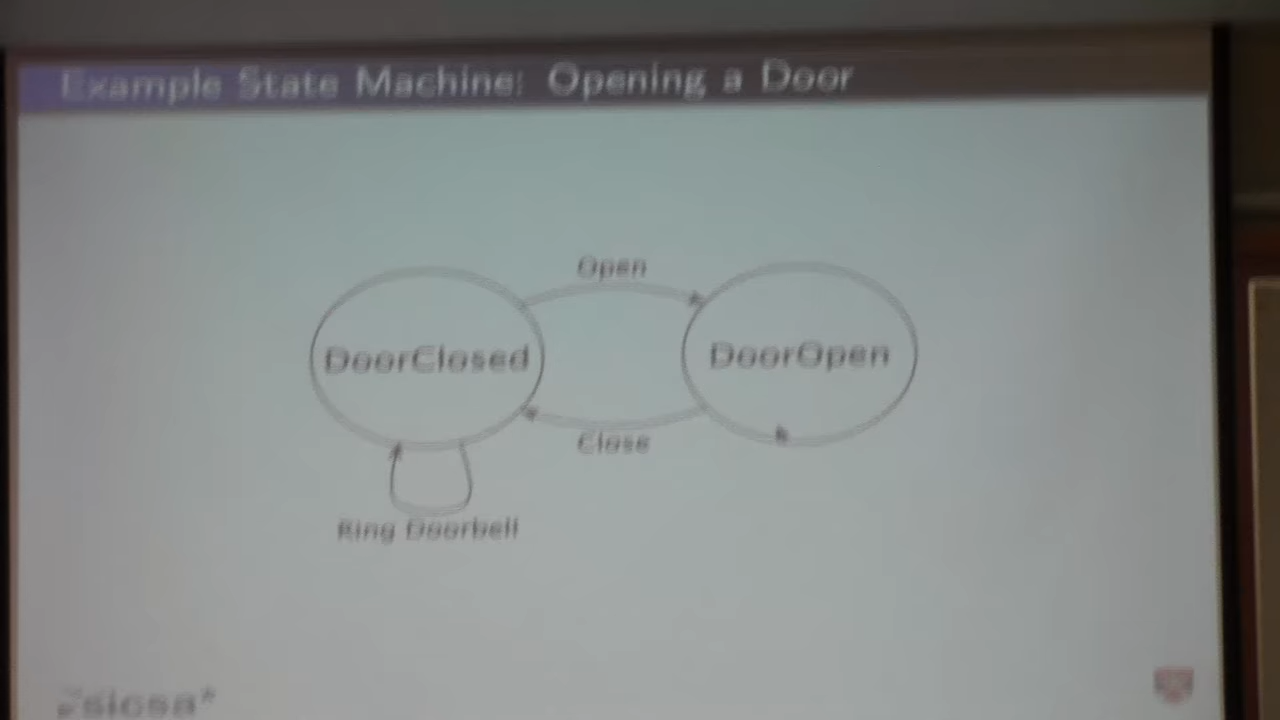 Example State Machine: Opening a Door
Open
DoorClosed
DoorOpen
Close
Ring Doorbell
sicsa*